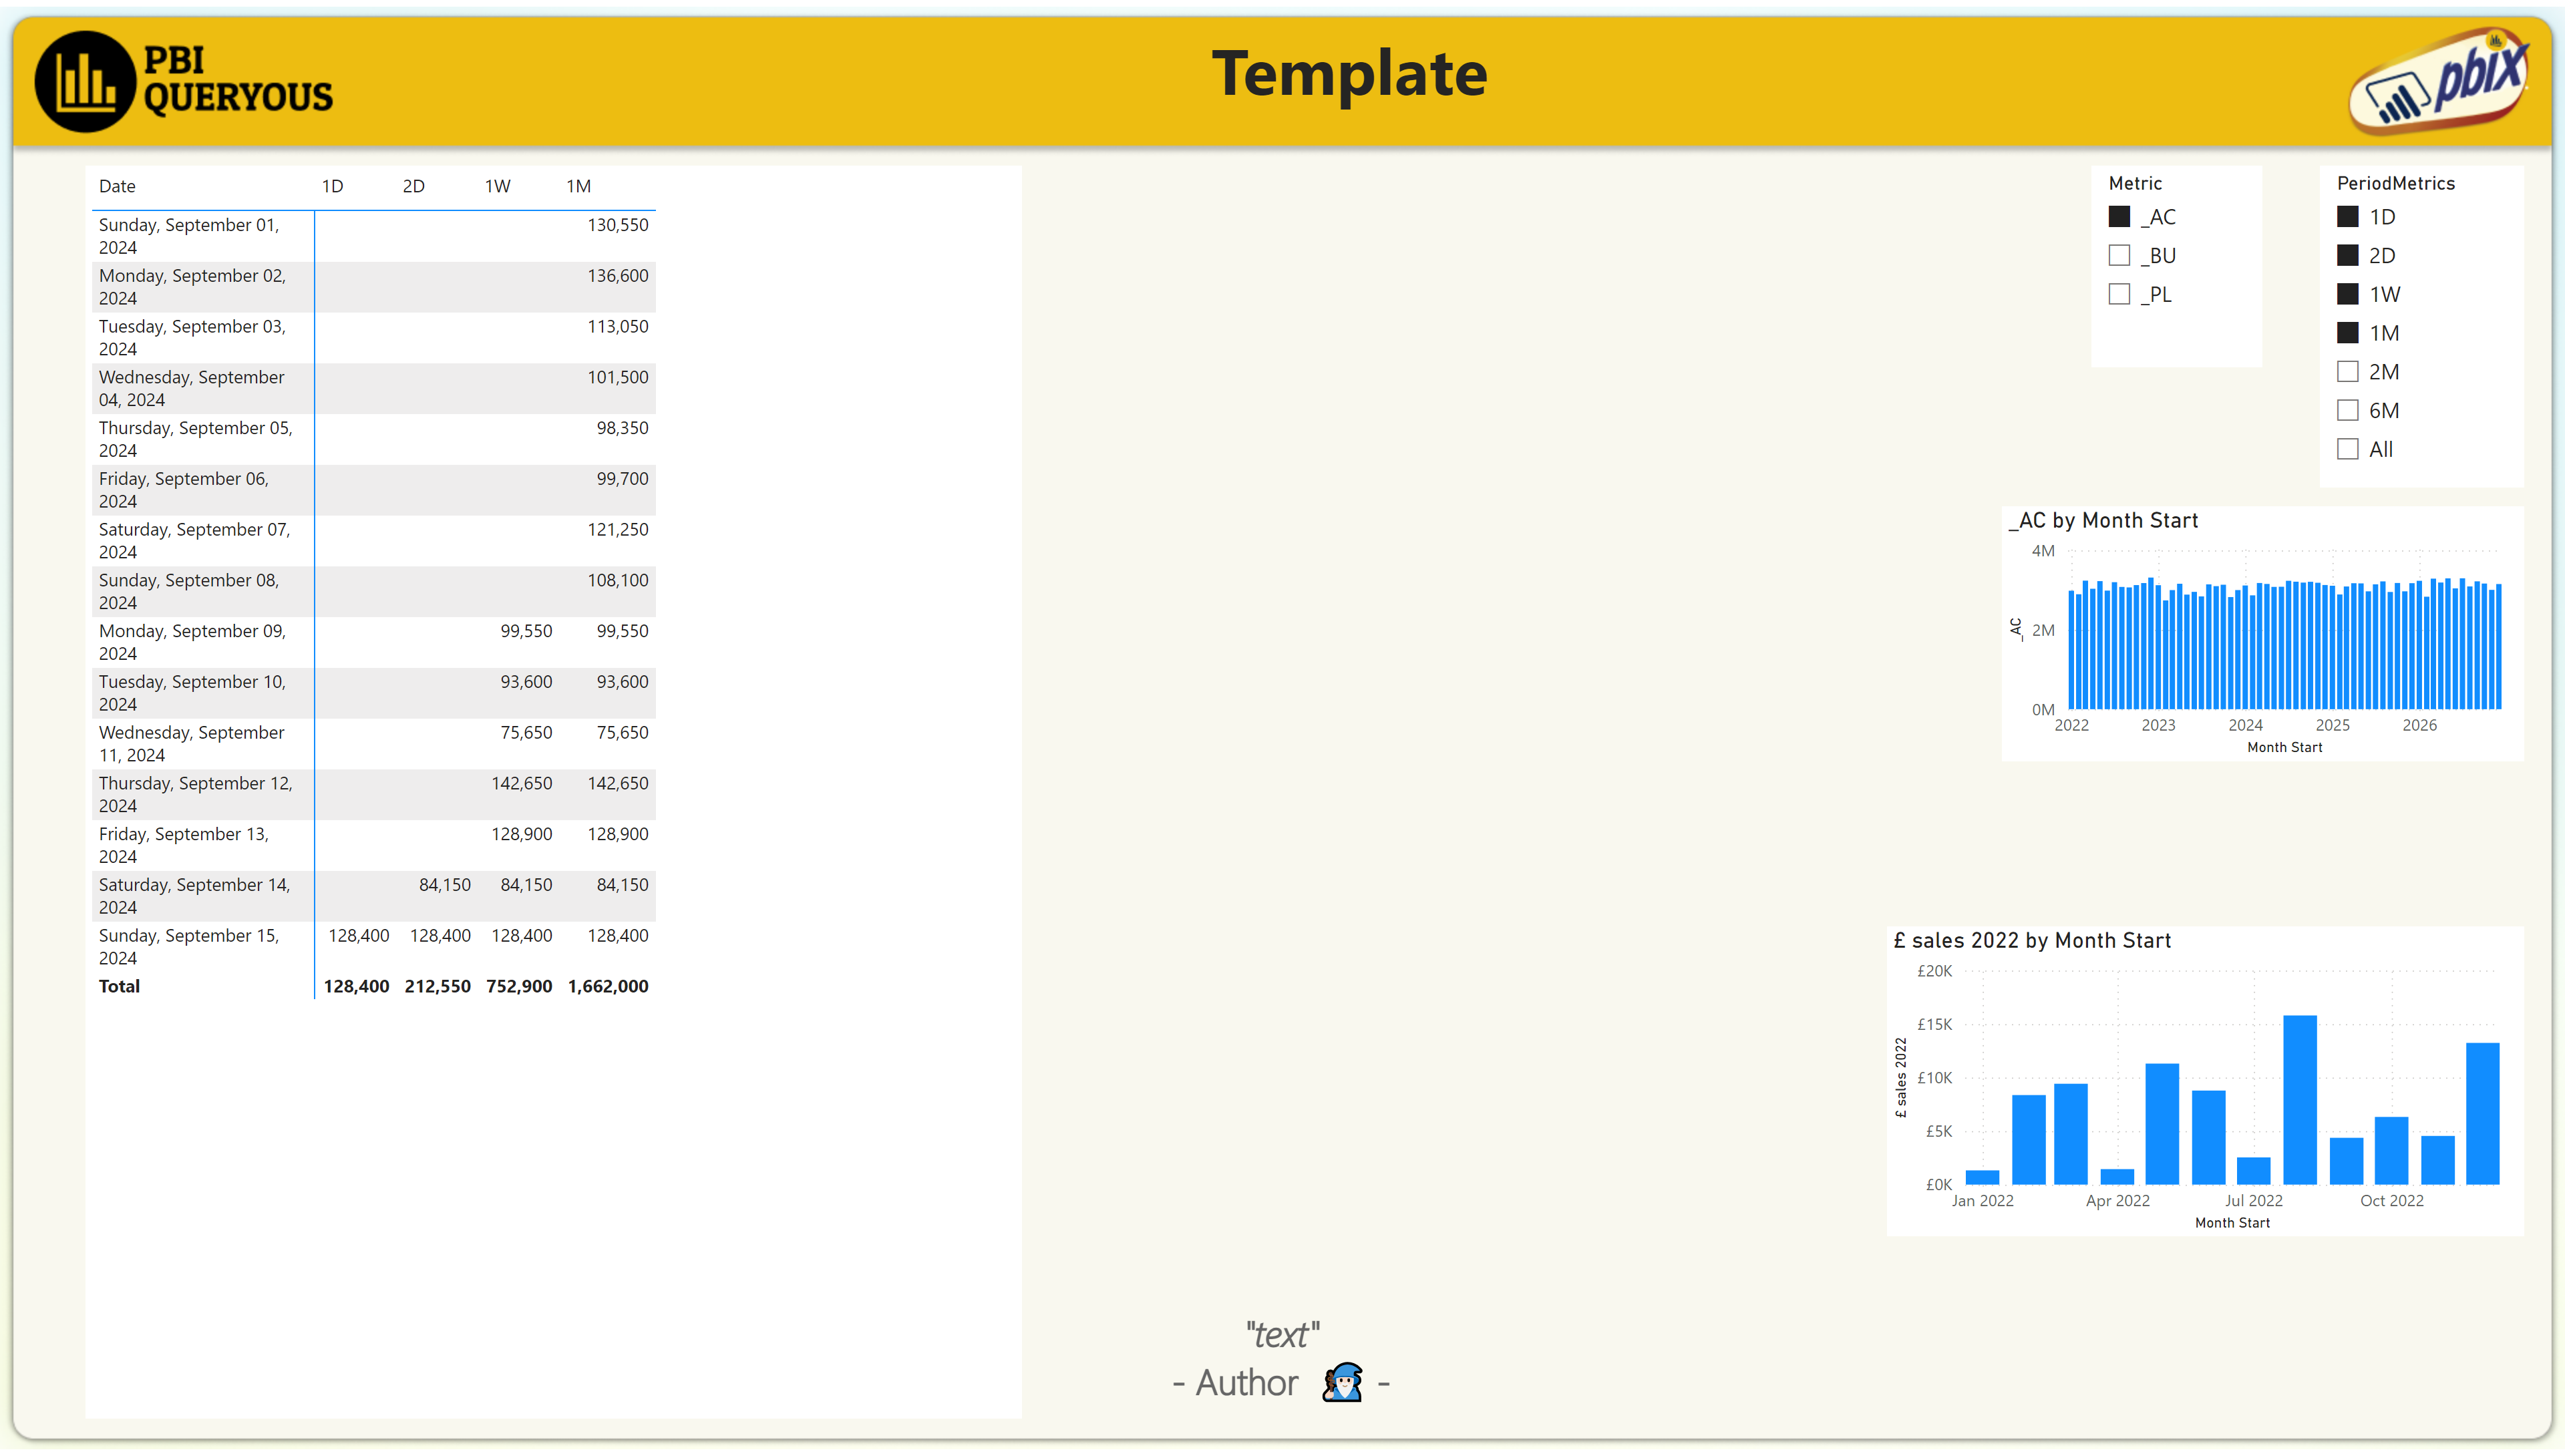 PBI
QUERYOUS
Template
pbix
Date 1D 2D 1W 1M
Sunday, September 01,
2024 130,550
Monday, September 02,
2024 136,600
Tuesday, September 03,
2024 113,050
Wednesday, September
04, 2024 101,500
Thursday, September 05,
2024 98,350
Friday, September 06,
2024 99,700
Saturday, September 07,
2024 121,250
Sunday, September 08,
2024 108,100
Monday, September 09,
2024 99,550 99,550
Tuesday, September 10,
2024 93,600 93,600
Wednesday, September
11, 2024 75,650 75,650
Thursday, September 12,
2024 142,650 142,650
Friday, September 13,
2024 128,900 128,900
Saturday, September 14,
2024 84,150 84,150 84,150
Sunday, September 15,
2024 128,400 128,400 128,400 128,400
Total 128,400 212,550 752,900 1,662,000
Metric
_AC
_BU
_PL
PeriodMetrics
1D
2D
1W
1M
2M
6M
All
_AC by Month Start
4M
2M
0M
_AC
2022 2023 2024 2025 2026
Month Start
£ sales 2022 by Month Start
£20K
£15K
£10K
£5K
£0K
£ sales 2022
Jan 2022 Apr 2022 Jul 2022 Oct 2022
Month Start
"text"
- Author -